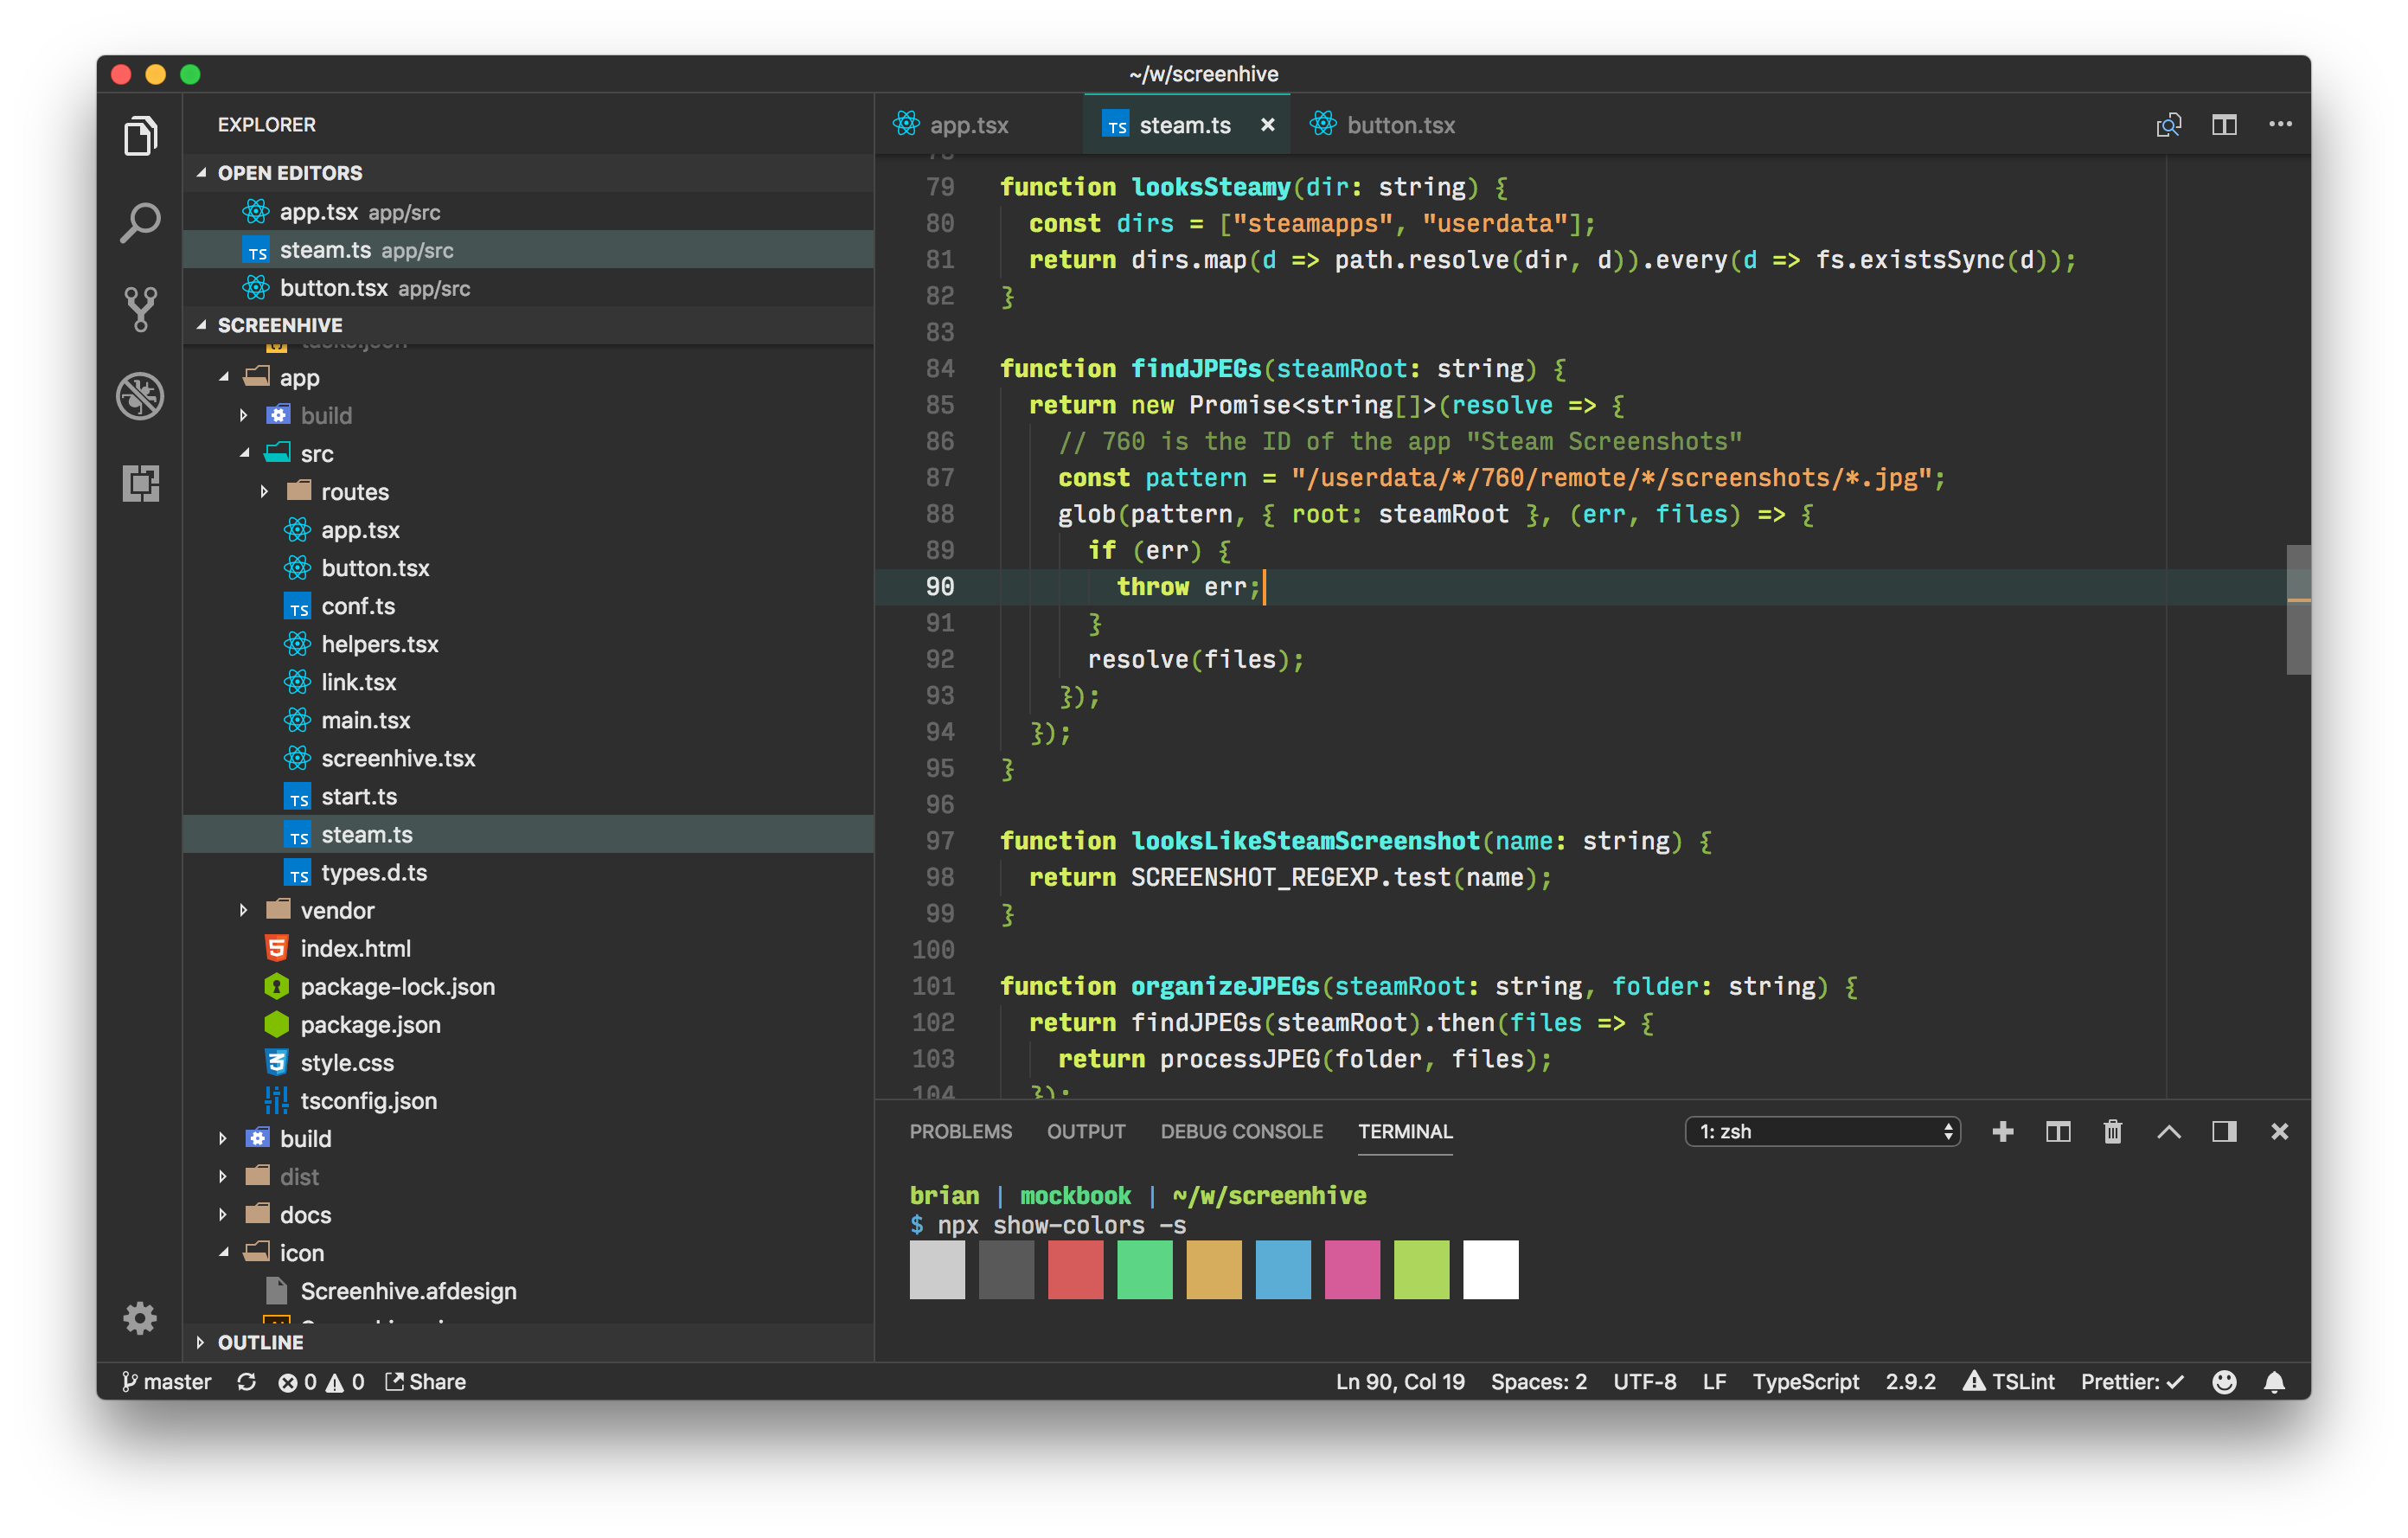 ~/w/screenhive
EXPLORER
OPEN EDITORS
app.tsx app/src
TS steam.ts app/src
button.tsx app/src
SCREENHIVE
tasks.json
app
build
src
routes
app.tsx
button.tsx
TS conf.ts
helpers.tsx
link.tsx
main.tsx
screenhive.tsx
TS start.ts
TS steam.ts
TS types.d.ts
vendor
index.html
package-lock.json
package.json
style.css
tsconfig.json
build
dist
docs
icon
Screenhive.afdesign
OUTLINE
app.tsx
TS steam.ts
button.tsx
79 function looksSteamy(dir: string) {
80 const dirs = ["steamapps", "userdata"];
81 return dirs.map(d => path.resolve(dir, d)).every(d => fs.existsSync(d));
82 }
83
84 function findJPEGs(steamRoot: string) {
85 return new Promise<string[]>(resolve => {
86 // 760 is the ID of the app "Steam Screenshots"
87 const pattern = "/userdata/*/760/remote/*/screenshots/*.jpg";
88 glob(pattern, { root: steamRoot }, (err, files) => {
89 if (err) {
90 throw err;
91 }
92 resolve(files);
93 });
94 });
95 }
96
97 function looksLikeSteamScreenshot(name: string) {
98 return SCREENSHOT_REGEXP.test(name);
99 }
100
101 function organizeJPEGs(steamRoot: string, folder: string) {
102 return findJPEGs(steamRoot).then(files => {
103 return processJPEG(folder, files);
104 });
PROBLEMS
OUTPUT
DEBUG CONSOLE
TERMINAL
1: zsh
brian | mockbook | ~/w/screenhive
$ npx show-colors -s
master 0 0 Share
Ln 90, Col 19 Spaces: 2 UTF-8 LF TypeScript 2.9.2 TSLint Prettier: ✓